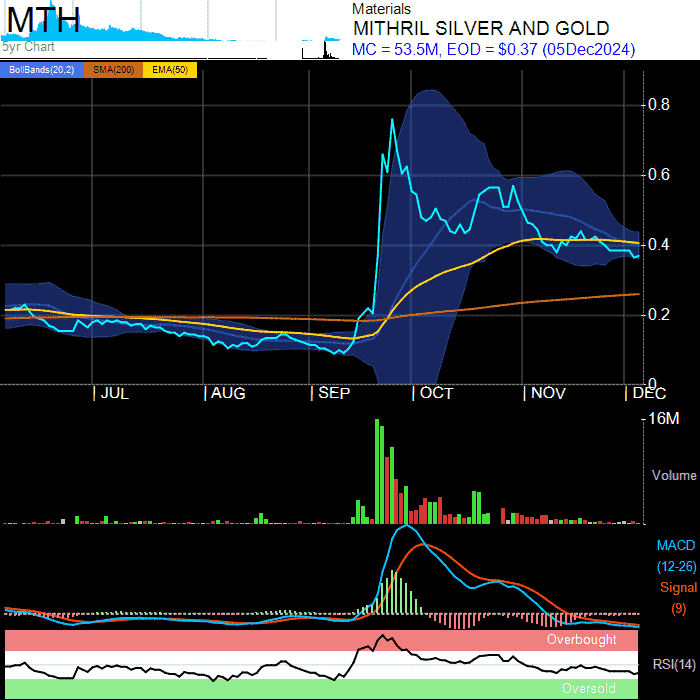 MTH
5yr Chart
Materials
MITHRIL SILVER AND GOLD
MC = 53.5M, EOD = $0.37 (05Dec2024)
BollBands(20,2) SMA(200) EMA(50)
0.8
0.6
0.4
0.2
0
JUL AUG SEP OCT NOV DEC
16M
Volume
MACD
(12-26)
Signal
(9)
Overbought
RSI(14)
Oversold